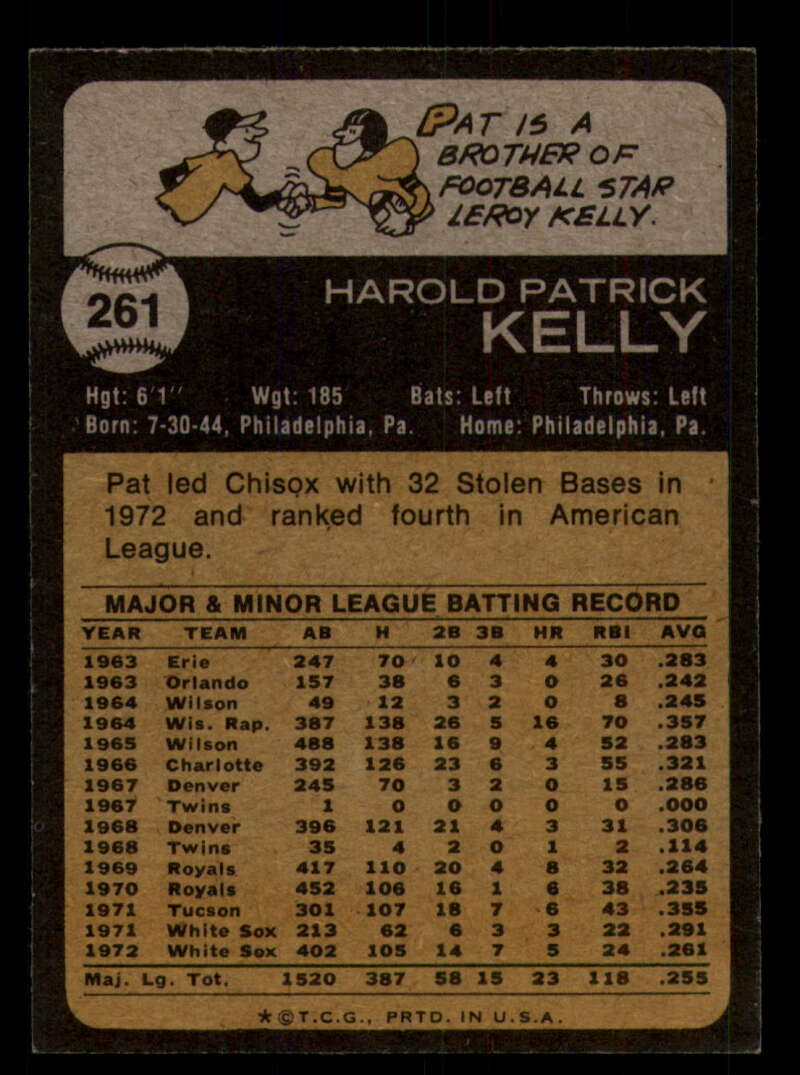 PAT IS A
BROTHER OF
FOOTBALL STAR
LEROY KELLY.
261
HAROLD PATRICK
KELLY
Hgt: 6'1" Wgt: 185 Bats: Left Throws: Left
Born: 7-30-44, Philadelphia, Pa. Home: Philadelphia, Pa.
Pat led Chisox with 32 Stolen Bases in
1972 and ranked fourth in American
League.
MAJOR & MINOR LEAGUE BATTING RECORD
YEAR TEAM AB H 2B 3B HR RBI AVG
1963 Erie 247 70 10 4 4 30 .283
1963 Orlando 157 38 6 3 0 26 .242
1964 Wilson 49 12 3 2 0 8 .245
1964 Wis. Rap. 387 138 26 5 16 70 .357
1965 Wilson 488 138 16 9 4 52 .283
1966 Charlotte 392 126 23 6 3 55 .321
1967 Denver 245 70 3 2 0 15 .286
1967 Twins 1 0 0 0 0 0 .000
1968 Denver 396 121 21 4 3 31 .306
1968 Twins 35 4 2 0 1 2 .114
1969 Royals 417 110 20 4 8 32 .264
1970 Royals 452 106 16 1 6 38 .235
1971 Tucson 301 107 18 7 6 43 .355
1971 White Sox 213 62 6 3 3 22 .291
1972 White Sox 402 105 14 7 5 24 .261
Maj. Lg. Tot. 1520 387 58 15 23 118 .255
*©T.C.G., PRTD. IN U.S.A.